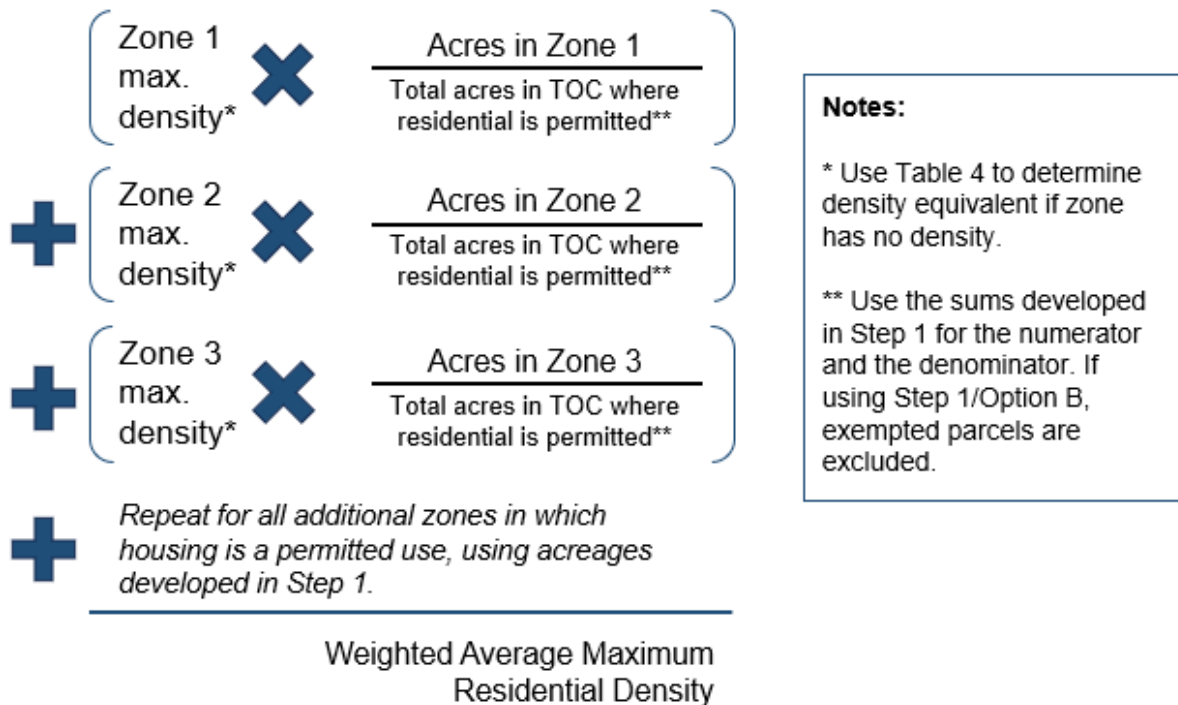 Zone 1
max.
density*
Acres in Zone 1
Total acres in TOC where
residential is permitted**
Zone 2
max.
density*
Acres in Zone 2
Total acres in TOC where
residential is permitted**
Zone 3
max.
density*
Acres in Zone 3
Total acres in TOC where
residential is permitted**
Repeat for all additional zones in which
housing is a permitted use, using acreages
developed in Step 1.
Weighted Average Maximum
Residential Density
Notes:
* Use Table 4 to determine
density equivalent if zone
has no density.
** Use the sums developed
in Step 1 for the numerator
and the denominator. If
using Step 1/Option B,
exempted parcels are
excluded.